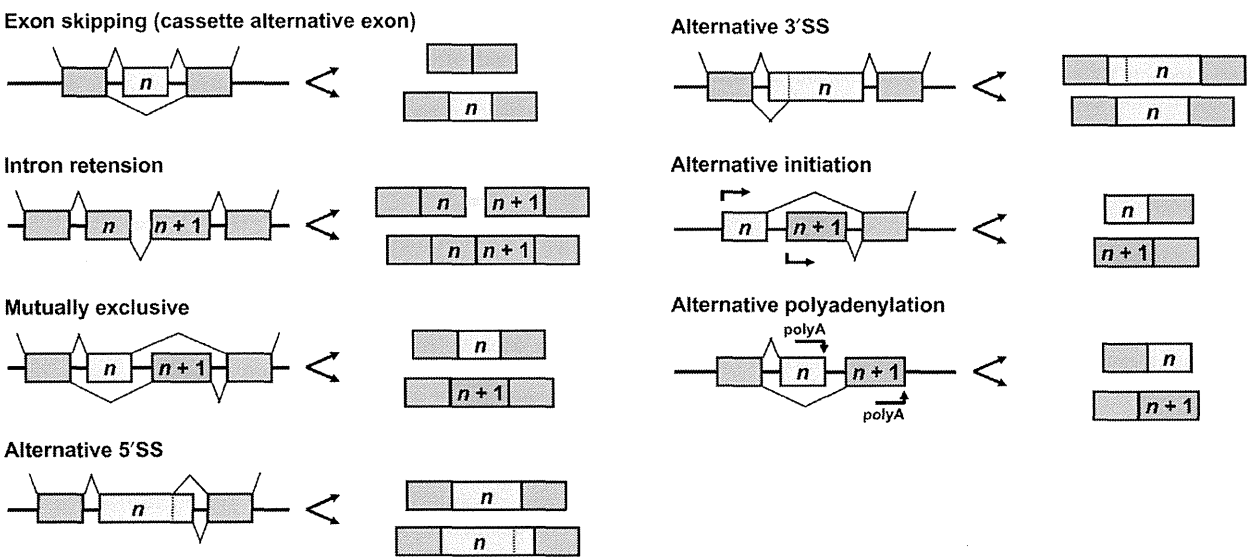 Exon skipping (cassette alternative exon)
n
n
Intron retension
n
n + 1
n
n + 1
n
n + 1
Mutually exclusive
n
n + 1
n
n + 1
Alternative 5′SS
n
n
n
Alternative 3′SS
n
n
n
Alternative initiation
n
n + 1
n
n + 1
Alternative polyadenylation
polyA
n
n + 1
polyA
n
n + 1